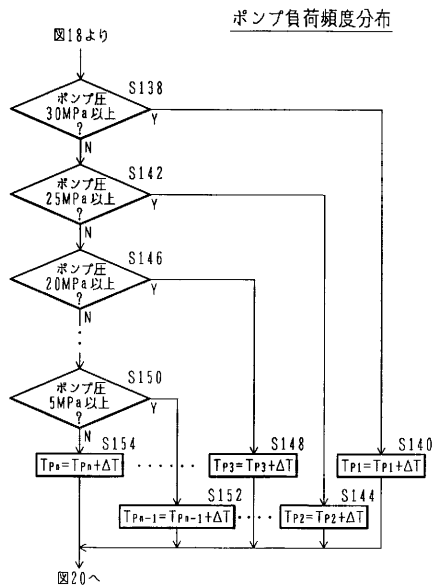 ポンプ負荷頻度分布
図18より
S138
ポンプ圧
30MPa以上
?
Y
N
S142
ポンプ圧
25MPa以上
?
Y
N
S146
ポンプ圧
20MPa以上
?
Y
N
S150
ポンプ圧
5MPa以上
?
Y
N
S154
TPn=TPn+ΔT
S148
TP3=TP3+ΔT
S140
TP1=TP1+ΔT
S152
TPn-1=TPn-1+ΔT
S144
TP2=TP2+ΔT
図20へ